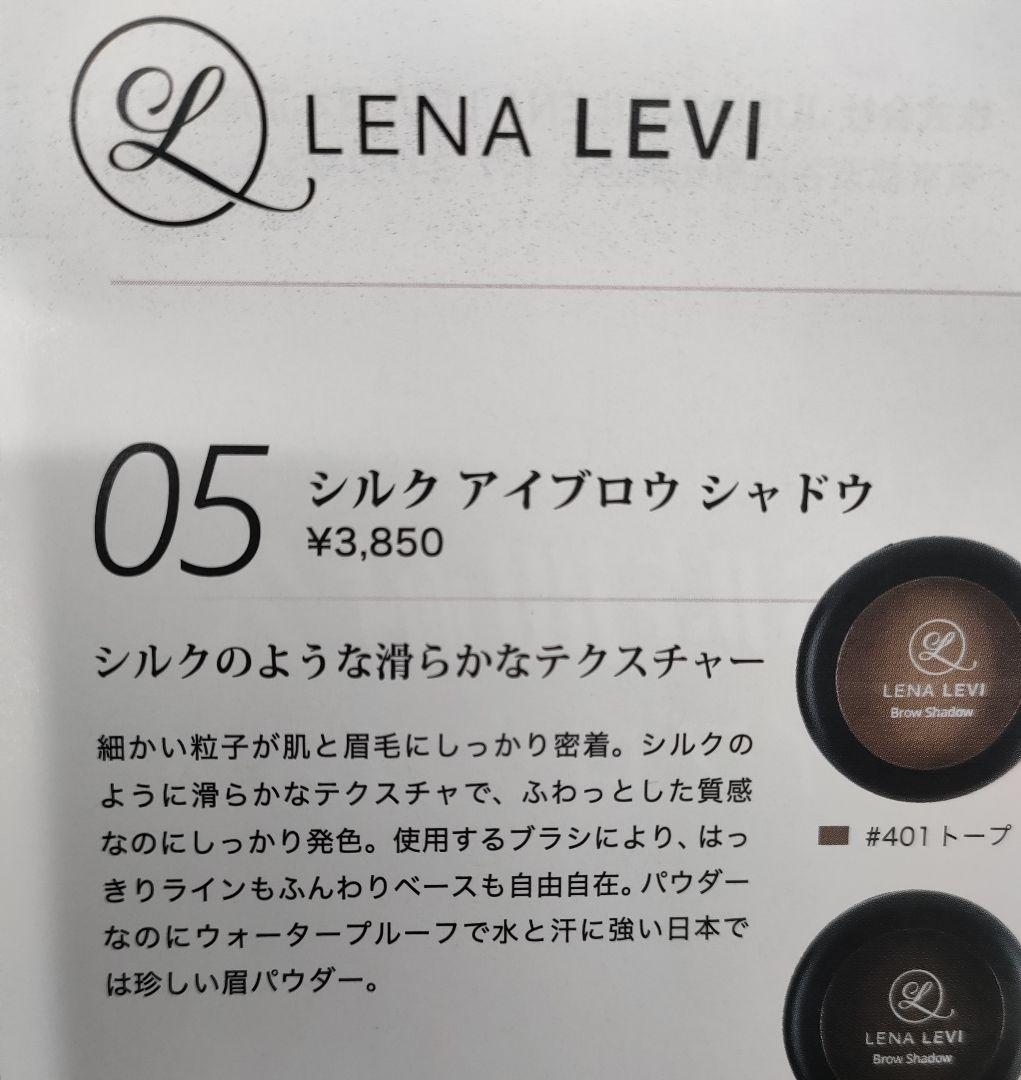 LENA LEVI
05
シルク アイブロウ シャドウ
¥3,850
シルクのような滑らかなテクスチャー
細かい粒子が肌と眉毛にしっかり密着。シルクの
ように滑らかなテクスチャで、ふわっとした質感
なのにしっかり発色。使用するブラシにより、はっ
きりラインもふんわりベースも自由自在。パウダー
なのにウォータープルーフで水と汗に強い日本で
は珍しい眉パウダー。
LENA LEVI
Brow Shadow
#401トープ
LENA LEVI
Brow Shadow